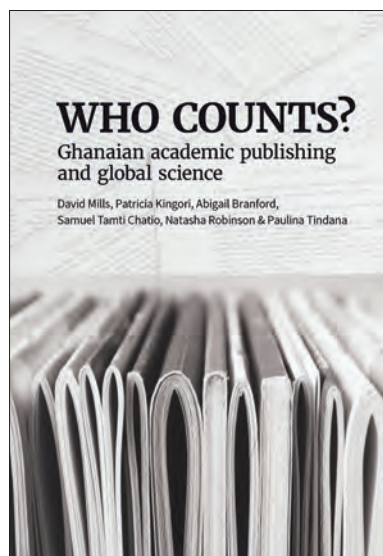 WHO COUNTS?
Ghanaian academic publishing
and global science
David Mills, Patricia Kingori, Abigail Branford,
Samuel Tamti Chatio, Natasha Robinson & Paulina Tindana